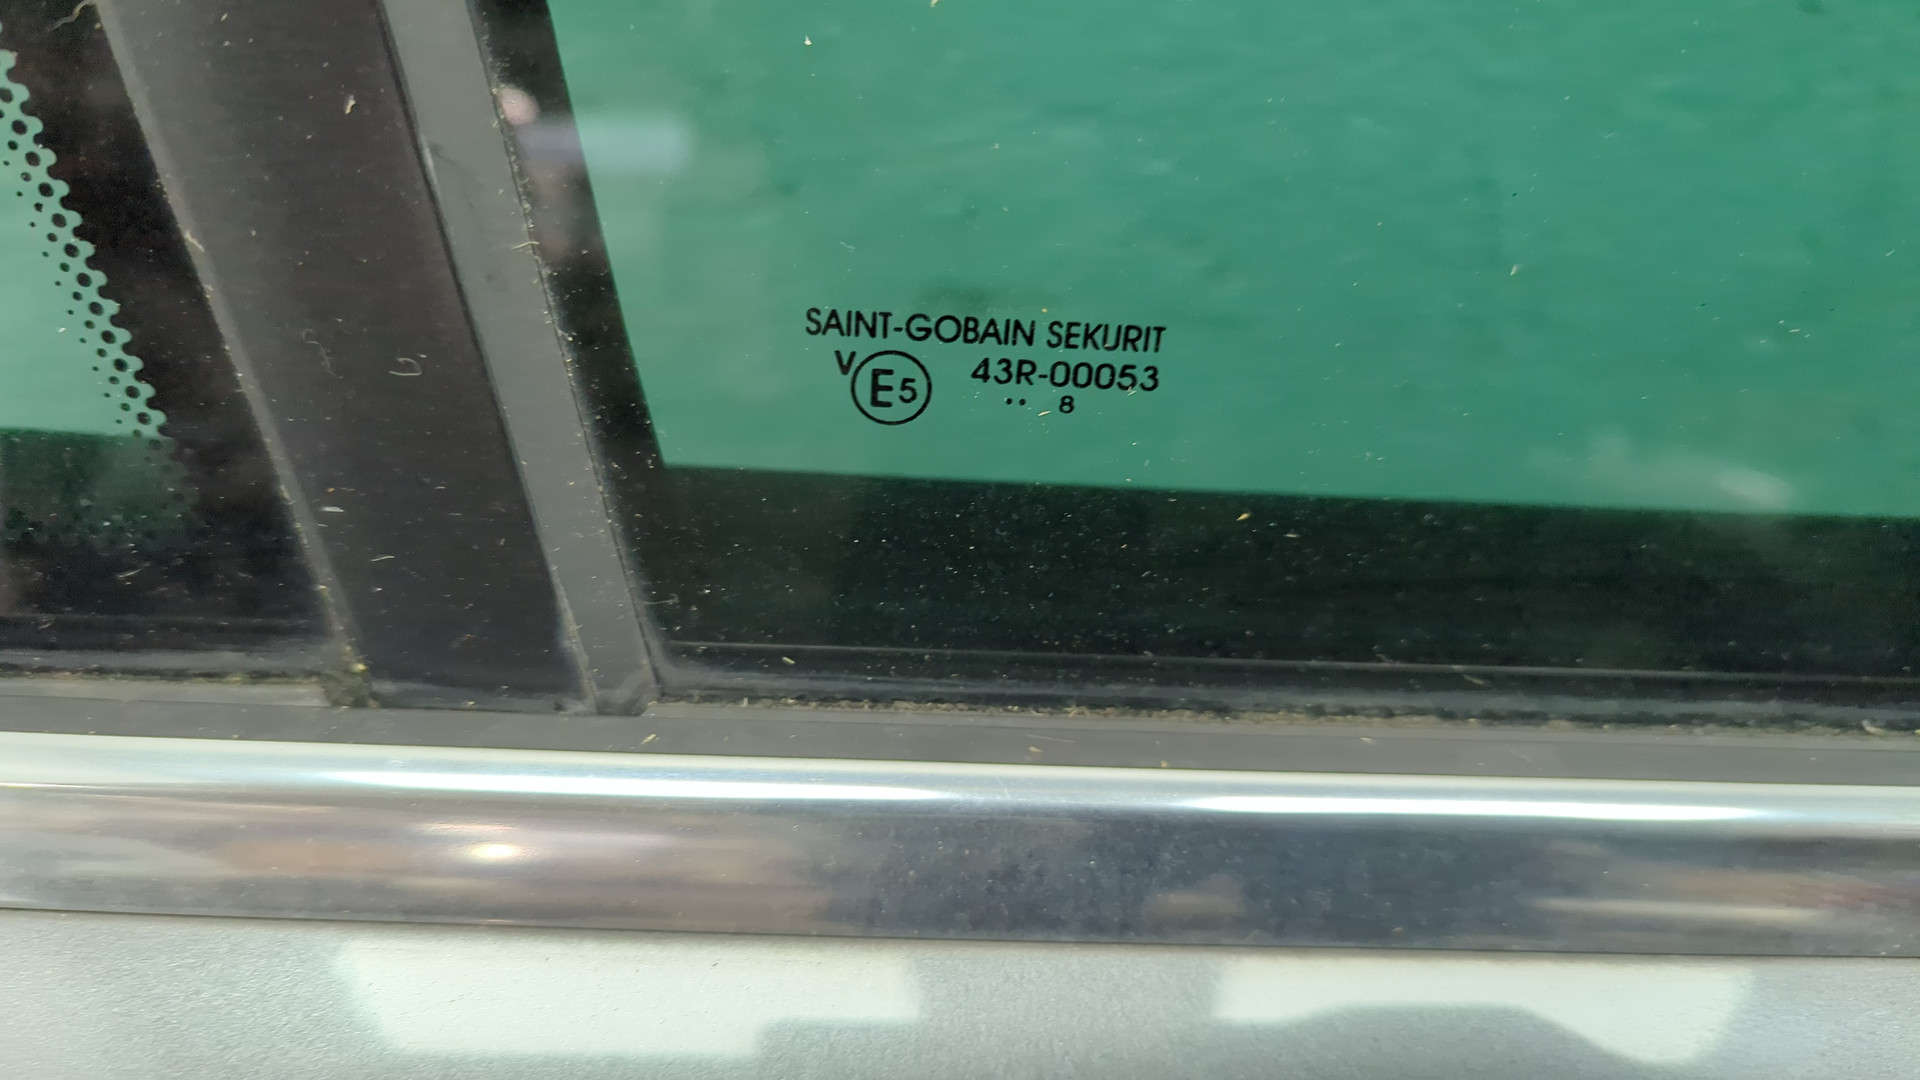 SAINT-GOBAIN SEKURIT
V E5 43R-00053
.. 8